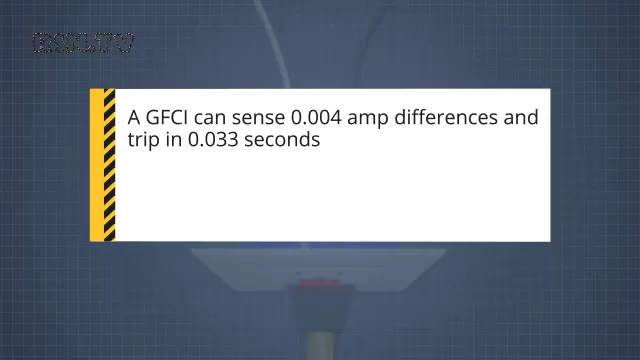 A GFCI can sense 0.004 amp differences and
trip in 0.033 seconds